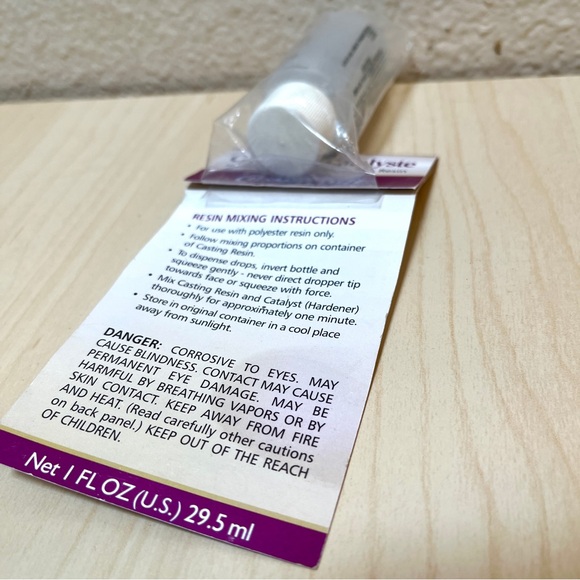 RESIN MIXING INSTRUCTIONS
• For use with polyester resin only.
• Follow mixing proportions on container
of Casting Resin.
• To dispense drops, invert bottle and
squeeze gently - never direct dropper tip
towards face or squeeze with force.
• Mix Casting Resin and Catalyst (Hardener)
thoroughly for approximately one minute.
• Store in original container in a cool place
away from sunlight.
DANGER: CORROSIVE TO EYES. MAY
CAUSE BLINDNESS. CONTACT MAY CAUSE
PERMANENT EYE DAMAGE. MAY BE
HARMFUL BY BREATHING VAPORS OR BY
SKIN CONTACT. KEEP AWAY FROM FIRE
AND HEAT. (Read carefully other cautions
on back panel.) KEEP OUT OF THE REACH
OF CHILDREN.
Net 1 FL OZ (U.S.) 29.5 ml